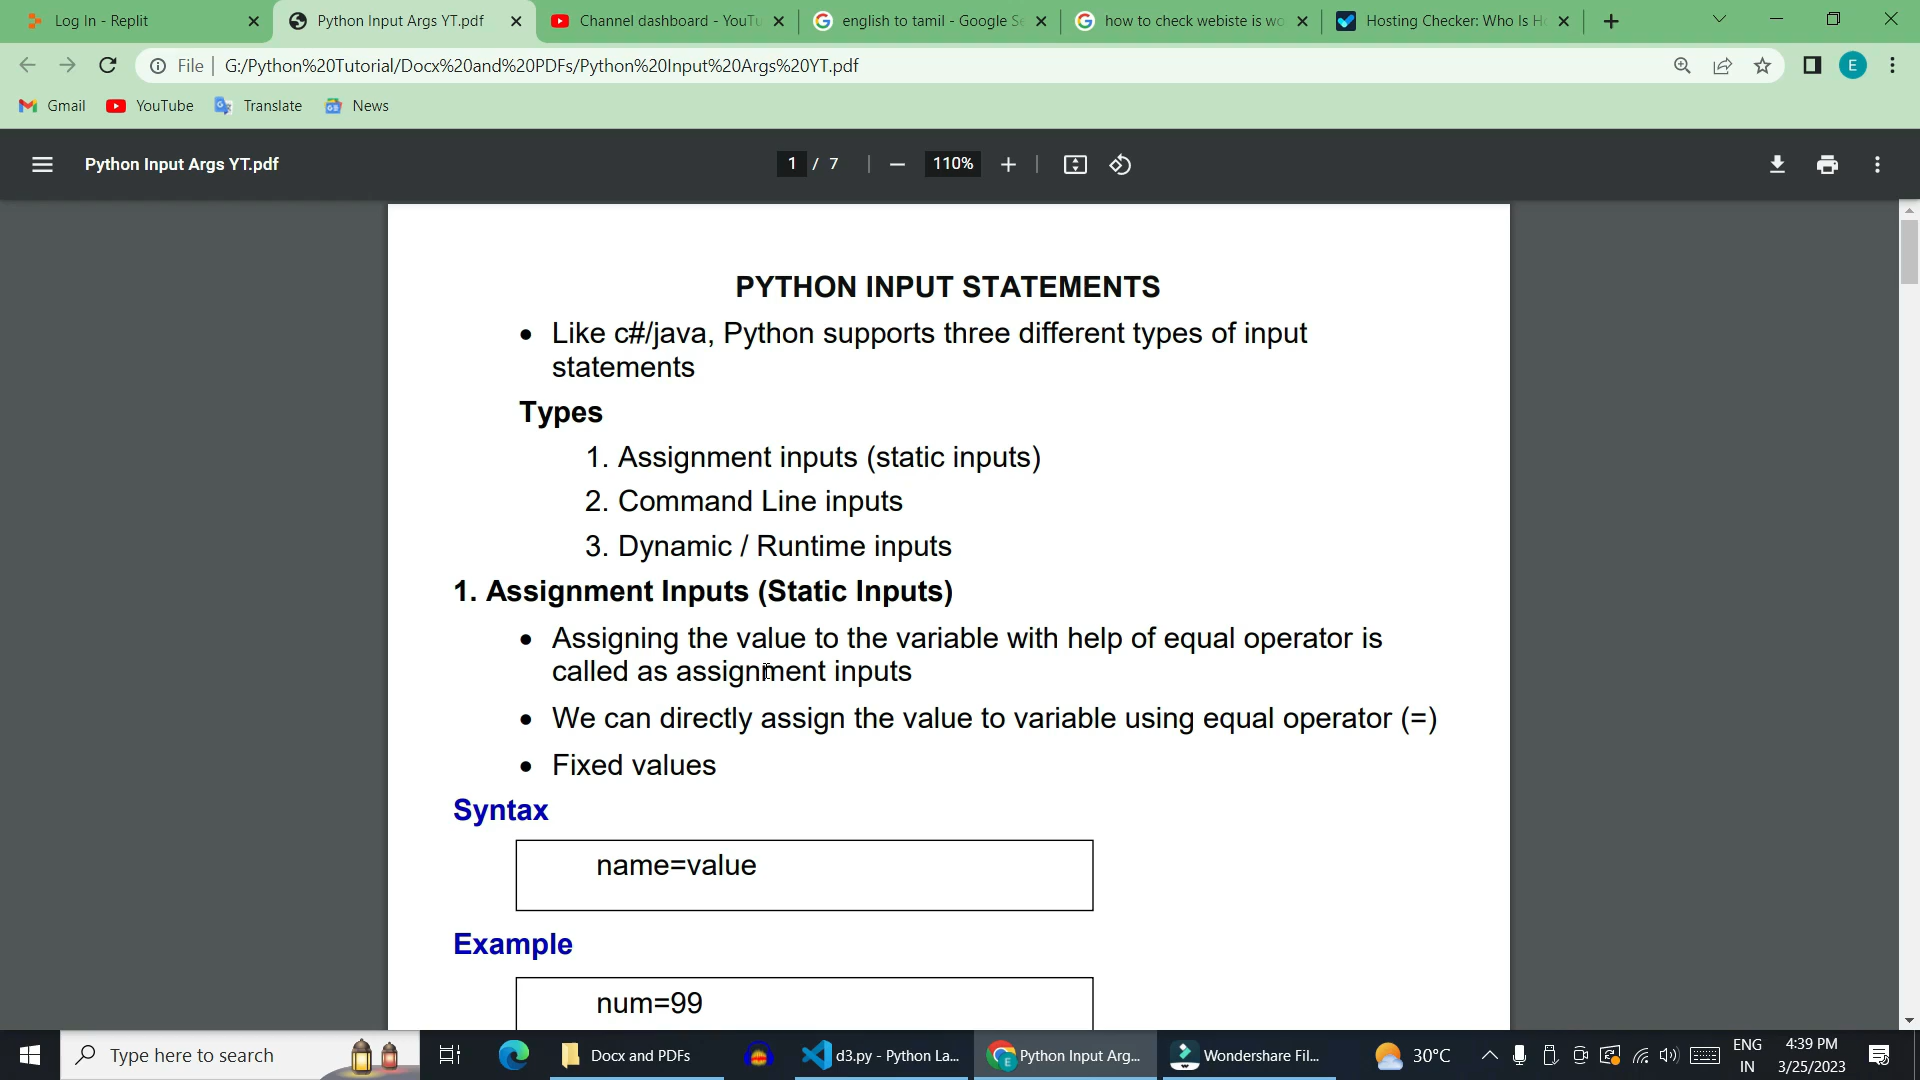 Log In - Replit
Python Input Args YT.pdf
Channel dashboard - YouTu
english to tamil - Google Se
how to check webiste is wo
Hosting Checker: Who Is Ho
File
G:/Python%20Tutorial/Docx%20and%20PDFs/Python%20Input%20Args%20YT.pdf
E
Gmail
YouTube
Translate
News
Python Input Args YT.pdf
1 / 7
110%
PYTHON INPUT STATEMENTS
• Like c#/java, Python supports three different types of input
statements
Types
1. Assignment inputs (static inputs)
2. Command Line inputs
3. Dynamic / Runtime inputs
1. Assignment Inputs (Static Inputs)
• Assigning the value to the variable with help of equal operator is
called as assignment inputs
• We can directly assign the value to variable using equal operator (=)
• Fixed values
Syntax
name=value
Example
num=99
Type here to search
Docx and PDFs
d3.py - Python La...
Python Input Arg...
Wondershare Fil...
30°C
ENG
IN
4:39 PM
3/25/2023